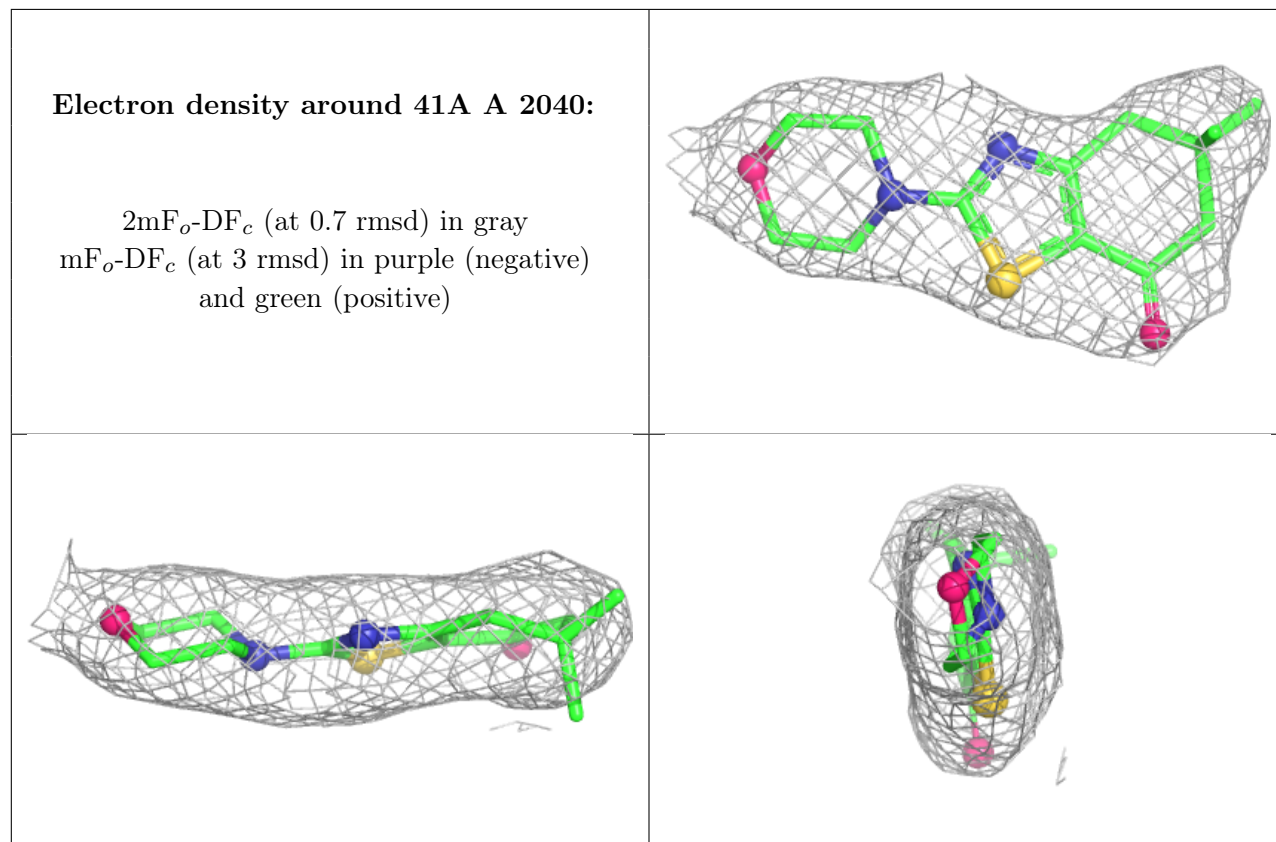 Electron density around 41A A 2040:
2mFo-DFc (at 0.7 rmsd) in gray
mFo-DFc (at 3 rmsd) in purple (negative)
and green (positive)